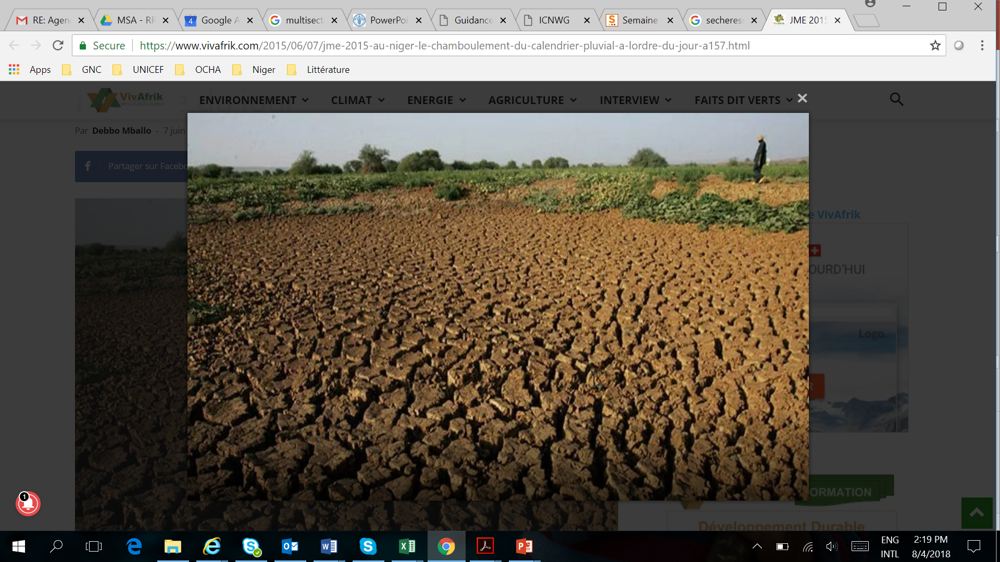 RE: Agen
MSA - RR
Google A
multisect
PowerPoi
Guidance
ICNWG
Semaine
secheres
JME 2015
4
Secure
https://www.vivafrik.com/2015/06/07/jme-2015-au-niger-le-chamboulement-du-calendrier-pluvial-a-lordre-du-jour-a157.html
Apps
GNC
UNICEF
OCHA
Niger
Littérature
VivAfrik
ENVIRONNEMENT
CLIMAT
ENERGIE
AGRICULTURE
INTERVIEW
FAITS DIT VERTS
Par Debbo Mballo - 7 juin
Partager sur Facebo
e VivAfrik
OURD'HUI
Logo.
R
ORMATION
Développement Durable
1
ENG
INTL
2:19 PM
8/4/2018